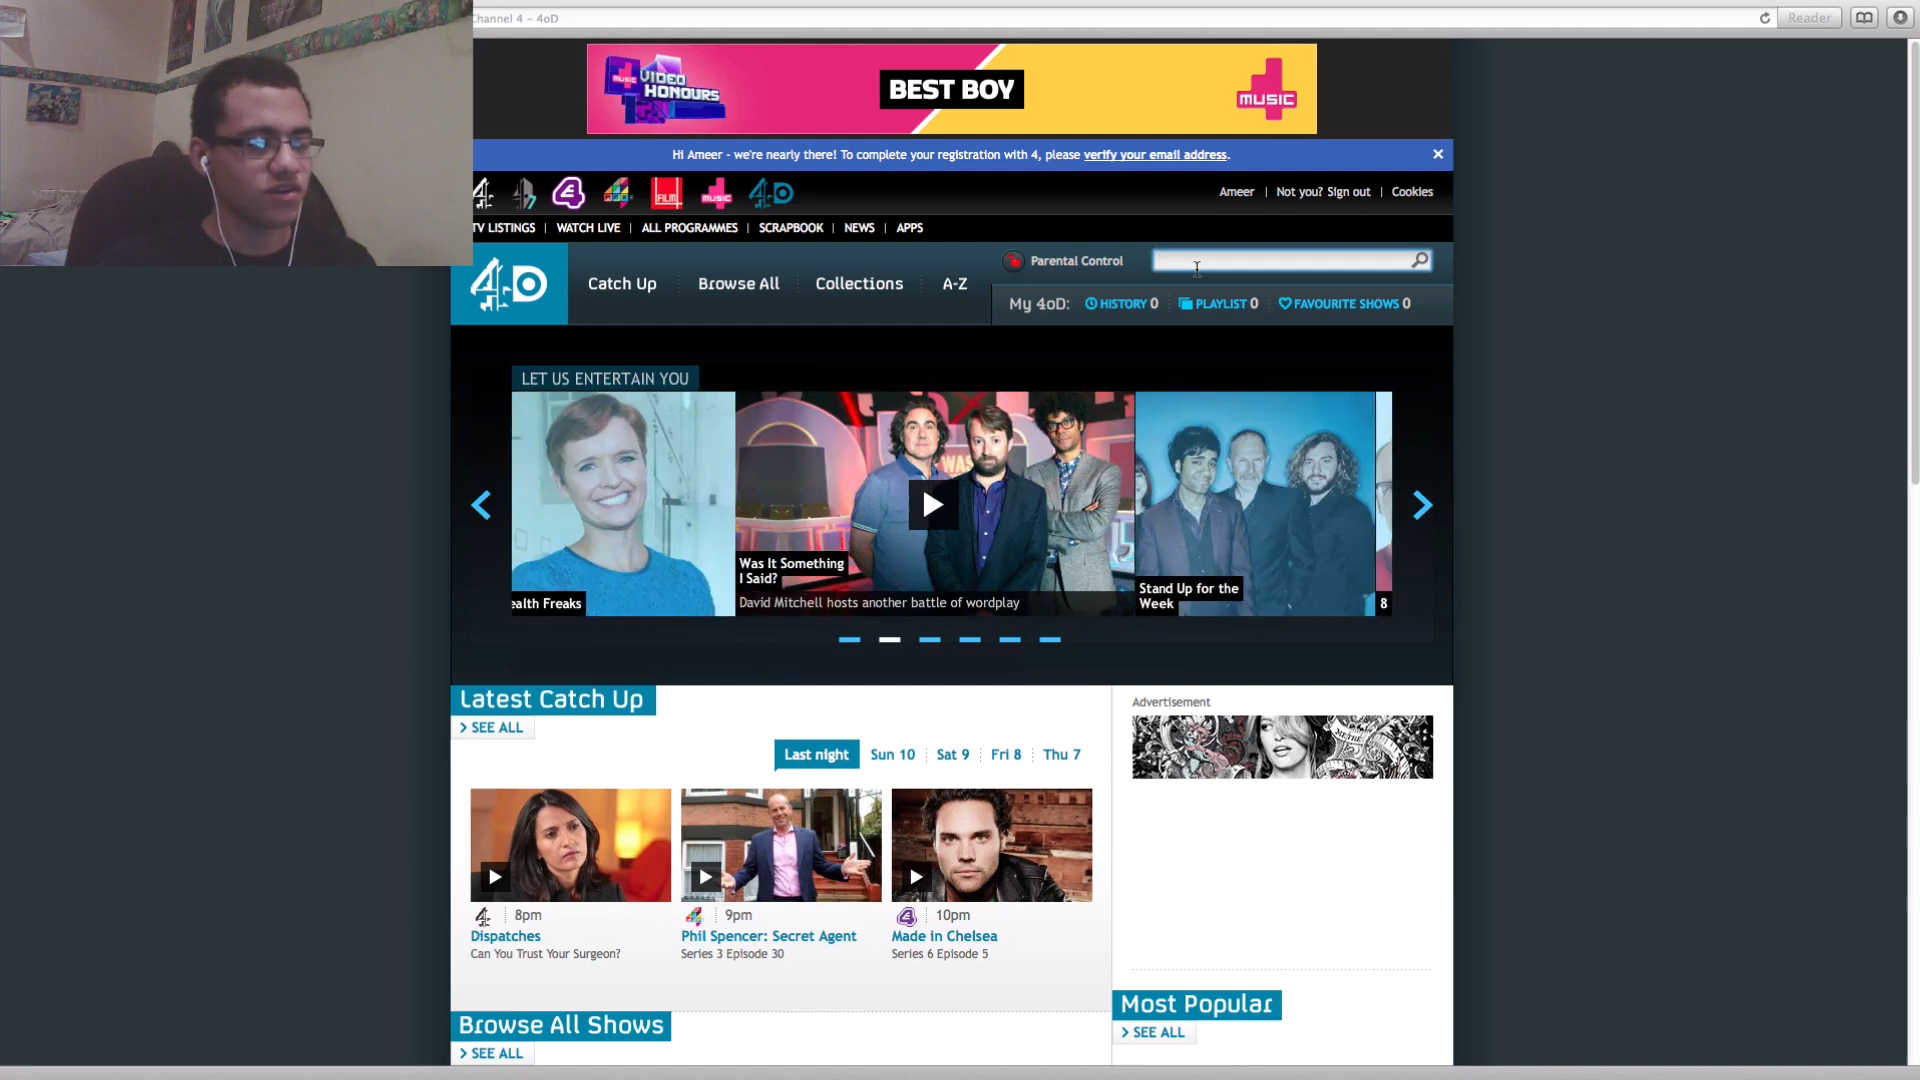 Channel 4 – 4oD
Reader
MUSIC
VIDEO
HONOURS
BEST BOY
MUSIC
Hi Ameer - we're nearly there! To complete your registration with 4, please verify your email address.
FILM4
MUSIC
4oD
Ameer | Not you? Sign out | Cookies
TV LISTINGS | WATCH LIVE | ALL PROGRAMMES | SCRAPBOOK | NEWS | APPS
4oD
Catch Up
Browse All
Collections
A-Z
Parental Control
My 4oD:
HISTORY 0
PLAYLIST 0
FAVOURITE SHOWS 0
LET US ENTERTAIN YOU
WAS
ealth Freaks
Was It Something
I Said?
David Mitchell hosts another battle of wordplay
Stand Up for the
Week
8
Latest Catch Up
SEE ALL
Last night
Sun 10
Sat 9
Fri 8
Thu 7
8pm
Dispatches
Can You Trust Your Surgeon?
9pm
Phil Spencer: Secret Agent
Series 3 Episode 30
10pm
Made in Chelsea
Series 6 Episode 5
Advertisement
Browse All Shows
SEE ALL
Most Popular
SEE ALL